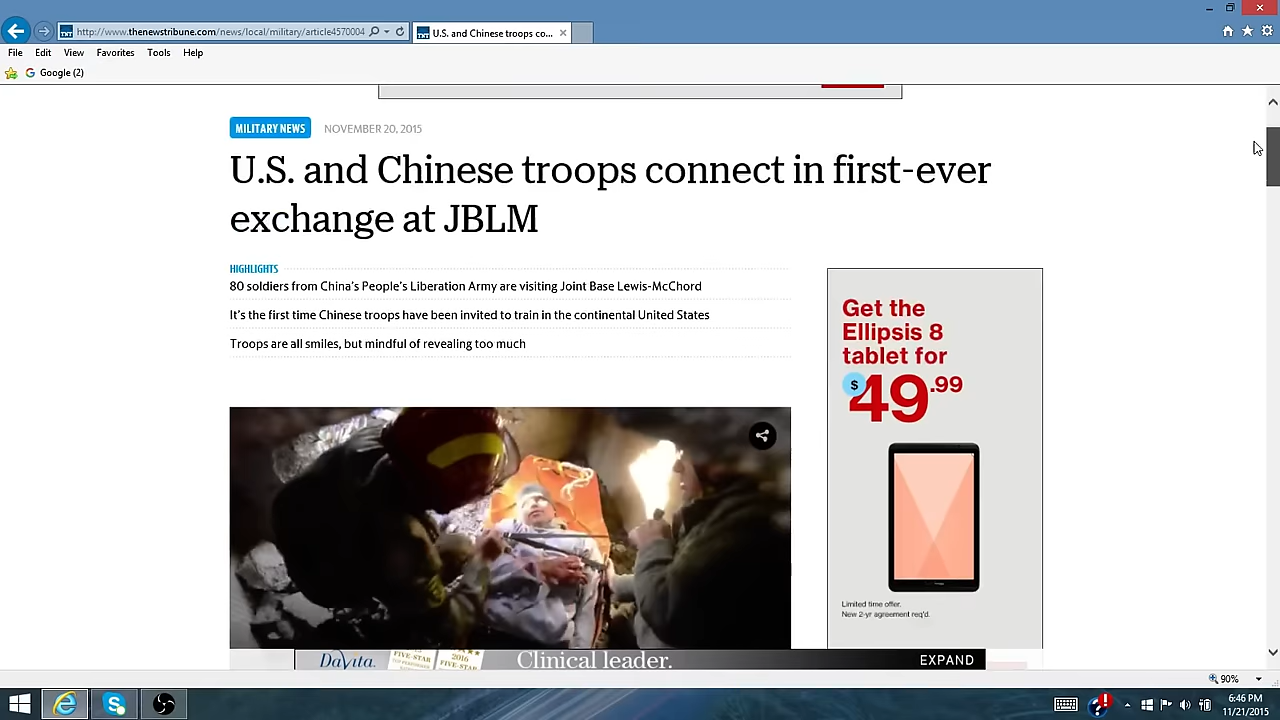 http://www.thenewstribune.com/news/local/military/article4570004
U.S. and Chinese troops co...
File Edit View Favorites Tools Help
Google (2)
MILITARY NEWS NOVEMBER 20, 2015
U.S. and Chinese troops connect in first-ever
exchange at JBLM
HIGHLIGHTS
80 soldiers from China's People's Liberation Army are visiting Joint Base Lewis-McChord
It's the first time Chinese troops have been invited to train in the continental United States
Troops are all smiles, but mindful of revealing too much
Get the
Ellipsis 8
tablet for
$49.99
Limited time offer.
New 2-yr agreement req'd.
DaVita.
FIVE-STAR
2016
FIVE-STAR
Clinical leader.
EXPAND
90%
6:46 PM
11/21/2015